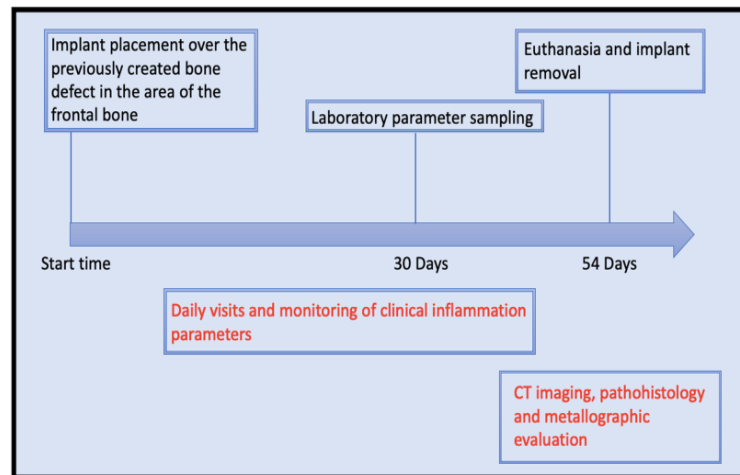 Implant placement over the
previously created bone
defect in the area of the
frontal bone
Euthanasia and implant
removal
Laboratory parameter sampling
Start time
30 Days
54 Days
Daily visits and monitoring of clinical inflammation
parameters
CT imaging, pathohistology
and metallographic
evaluation